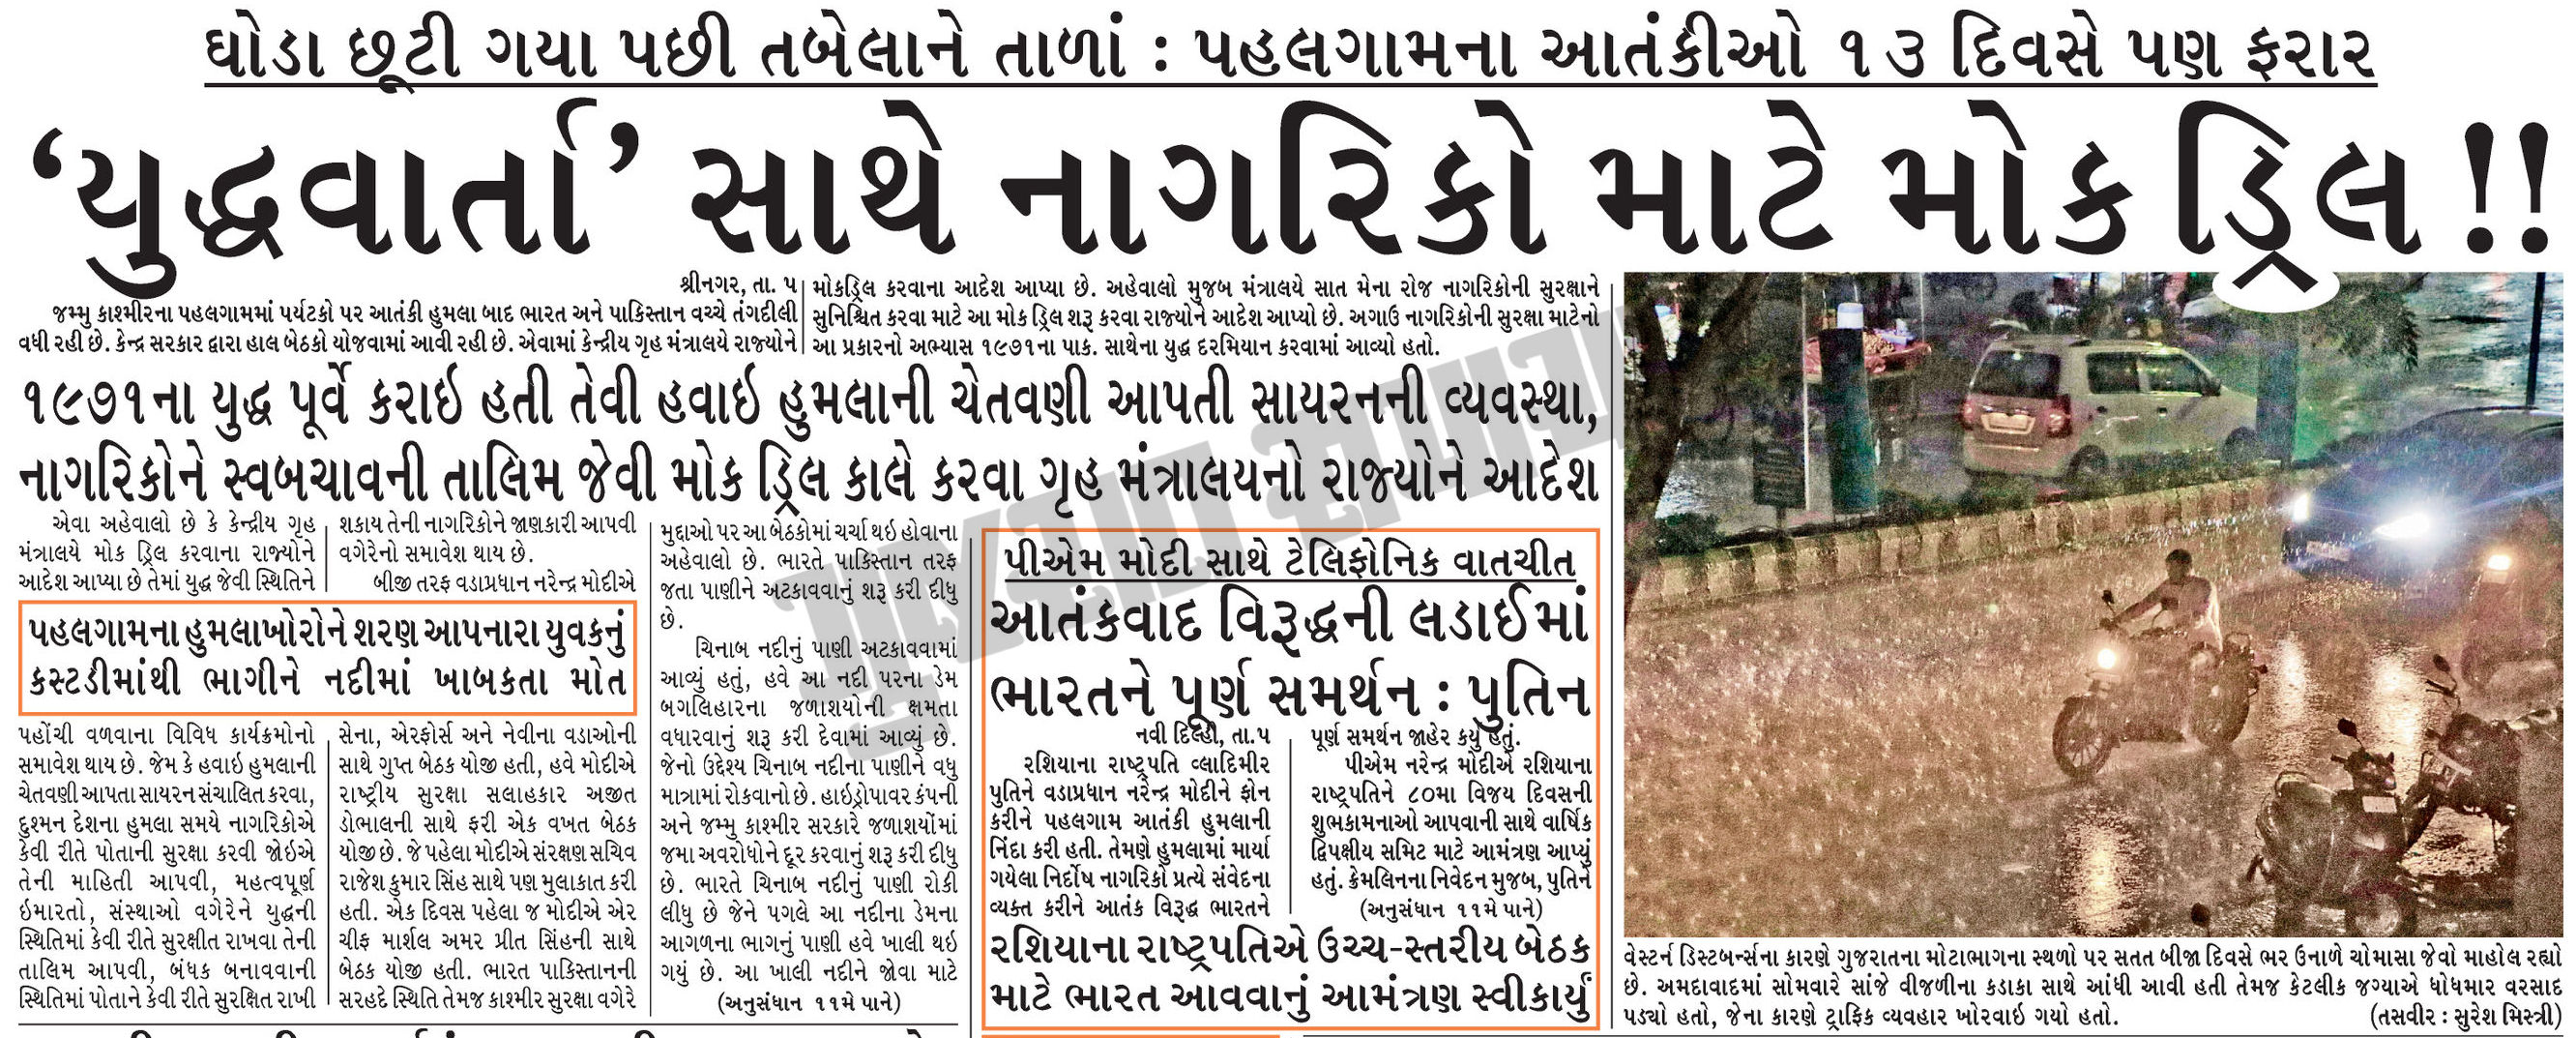 ઘોડા છૂટી ગયા પછી તબેલાને તાળાં : પહલગામના આતંકીઓ ૧૩ દિવસે પણ ફરાર
‘યુદ્ધવાર્તા’ સાથે નાગરિકો માટે મોક ડ્રિલ !!
શ્રીનગર, તા. ૫
જમ્મુ કાશ્મીરના પહલગામમાં પર્યટકો પર આતંકી હુમલા બાદ ભારત અને પાકિસ્તાન વચ્ચે તંગદીલી
વધી રહી છે. કેન્દ્ર સરકાર દ્વારા હાલ બેઠકો યોજવામાં આવી રહી છે. એવામાં કેન્દ્રીય ગૃહ મંત્રાલયે રાજ્યોને
મોકડ્રિલ કરવાના આદેશ આપ્યા છે. અહેવાલો મુજબ મંત્રાલયે સાત મેના રોજ નાગરિકોની સુરક્ષાને
સુનિશ્ચિત કરવા માટે આ મોક ડ્રિલ શરૂ કરવા રાજ્યોને આદેશ આપ્યો છે. અગાઉ નાગરિકોની સુરક્ષા માટેનો
આ પ્રકારનો અભ્યાસ ૧૯૭૧ના પાક. સાથેના યુદ્ધ દરમિયાન કરવામાં આવ્યો હતો.
૧૯૭૧ના યુદ્ધ પૂર્વે કરાઇ હતી તેવી હવાઇ હુમલાની ચેતવણી આપતી સાયરનની વ્યવસ્થા,
નાગરિકોને સ્વબચાવની તાલિમ જેવી મોક ડ્રિલ કાલે કરવા ગૃહ મંત્રાલયનો રાજ્યોને આદેશ
એવા અહેવાલો છે કે કેન્દ્રીય ગૃહ
મંત્રાલયે મોક ડ્રિલ કરવાના રાજ્યોને
આદેશ આપ્યા છે તેમાં યુદ્ધ જેવી સ્થિતિને
પહોંચી વળવાના વિવિધ કાર્યક્રમોનો
સમાવેશ થાય છે. જેમ કે હવાઇ હુમલાની
ચેતવણી આપતા સાયરન સંચાલિત કરવા,
દુશ્મન દેશના હુમલા સમયે નાગરિકોએ
કેવી રીતે પોતાની સુરક્ષા કરવી જોઇએ
તેની માહિતી આપવી, મહત્વપૂર્ણ
ઇમારતો, સંસ્થાઓ વગેરેને યુદ્ધની
સ્થિતિમાં કેવી રીતે સુરક્ષીત રાખવા તેની
તાલિમ આપવી, બંધક બનાવવાની
સ્થિતિમાં પોતાને કેવી રીતે સુરક્ષિત રાખી
શકાય તેની નાગરિકોને જાણકારી આપવી
વગેરેનો સમાવેશ થાય છે.
બીજી તરફ વડાપ્રધાન નરેન્દ્ર મોદીએ
સેના, એરફોર્સ અને નેવીના વડાઓની
સાથે ગુપ્ત બેઠક યોજી હતી, હવે મોદીએ
રાષ્ટ્રીય સુરક્ષા સલાહકાર અજીત
ડોભાલની સાથે ફરી એક વખત બેઠક
યોજી છે. જે પહેલા મોદીએ સંરક્ષણ સચિવ
રાજેશ કુમાર સિંહ સાથે પણ મુલાકાત કરી
હતી. એક દિવસ પહેલા જ મોદીએ એર
ચીફ માર્શલ અમર પ્રીત સિંહની સાથે
બેઠક યોજી હતી. ભારત પાકિસ્તાનની
સરહદે સ્થિતિ તેમજ કાશ્મીર સુરક્ષા વગેરે
પહલગામના હુમલાખોરોને શરણ આપનારા યુવકનું
કસ્ટડીમાંથી ભાગીને નદીમાં ખાબકતા મોત
મુદ્દાઓ પર આ બેઠકોમાં ચર્ચા થઇ હોવાના
અહેવાલો છે. ભારતે પાકિસ્તાન તરફ
જતા પાણીને અટકાવવાનું શરૂ કરી દીધુ
છે.
ચિનાબ નદીનું પાણી અટકાવવામાં
આવ્યું હતું, હવે આ નદી પરના ડેમ
બગલિહારના જળાશયોની ક્ષમતા
વધારવાનું શરૂ કરી દેવામાં આવ્યું છે.
જેનો ઉદ્દેશ્ય ચિનાબ નદીના પાણીને વધુ
માત્રામાં રોકવાનો છે. હાઇડ્રોપાવર કંપની
અને જમ્મુ કાશ્મીર સરકારે જળાશયોમાં
જમા અવરોધોને દૂર કરવાનું શરૂ કરી દીધુ
છે. ભારતે ચિનાબ નદીનું પાણી રોકી
લીધુ છે જેને પગલે આ નદીના ડેમના
આગળના ભાગનું પાણી હવે ખાલી થઇ
ગયું છે. આ ખાલી નદીને જોવા માટે
(અનુસંધાન ૧૧મે પાને)
પીએમ મોદી સાથે ટેલિફોનિક વાતચીત
આતંકવાદ વિરૂદ્ધની લડાઈમાં
ભારતને પૂર્ણ સમર્થન : પુતિન
નવી દિલ્હી, તા.૫
રશિયાના રાષ્ટ્રપતિ વ્લાદિમીર
પુતિને વડાપ્રધાન નરેન્દ્ર મોદીને ફોન
કરીને પહલગામ આતંકી હુમલાની
નિંદા કરી હતી. તેમણે હુમલામાં માર્યા
ગયેલા નિર્દોષ નાગરિકો પ્રત્યે સંવેદના
વ્યક્ત કરીને આતંક વિરૂદ્ધ ભારતને
પૂર્ણ સમર્થન જાહેર કર્યું હતું.
પીએમ નરેન્દ્ર મોદીએ રશિયાના
રાષ્ટ્રપતિને ૮૦મા વિજય દિવસની
શુભકામનાઓ આપવાની સાથે વાર્ષિક
દ્વિપક્ષીય સમિટ માટે આમંત્રણ આપ્યું
હતું. ક્રેમલિનના નિવેદન મુજબ, પુતિને
(અનુસંધાન ૧૧મે પાને)
રશિયાના રાષ્ટ્રપતિએ ઉચ્ચ-સ્તરીય બેઠક
માટે ભારત આવવાનું આમંત્રણ સ્વીકાર્યું
વેસ્ટર્ન ડિસ્ટબર્ન્સના કારણે ગુજરાતના મોટાભાગના સ્થળો પર સતત બીજા દિવસે ભર ઉનાળે ચોમાસા જેવો માહોલ રહ્યો
છે. અમદાવાદમાં સોમવારે સાંજે વીજળીના કડાકા સાથે આંધી આવી હતી તેમજ કેટલીક જગ્યાએ ધોધમાર વરસાદ
પડ્યો હતો, જેના કારણે ટ્રાફિક વ્યવહાર ખોરવાઇ ગયો હતો. (તસવીર : સુરેશ મિસ્ત્રી)